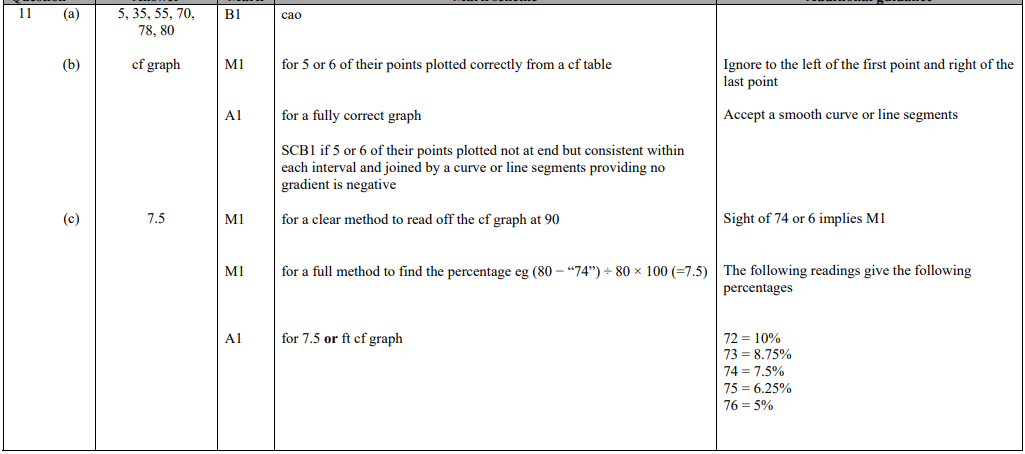 11 (a) 5, 35, 55, 70, B1 cao
78, 80
(b) cf graph M1 for 5 or 6 of their points plotted correctly from a cf table Ignore to the left of the first point and right of the
last point
A1 for a fully correct graph Accept a smooth curve or line segments
SCB1 if 5 or 6 of their points plotted not at end but consistent within
each interval and joined by a curve or line segments providing no
gradient is negative
(c) 7.5 M1 for a clear method to read off the cf graph at 90 Sight of 74 or 6 implies M1
M1 for a full method to find the percentage eg (80 – “74”) ÷ 80 × 100 (=7.5) The following readings give the following
percentages
A1 for 7.5 or ft cf graph 72 = 10%
73 = 8.75%
74 = 7.5%
75 = 6.25%
76 = 5%